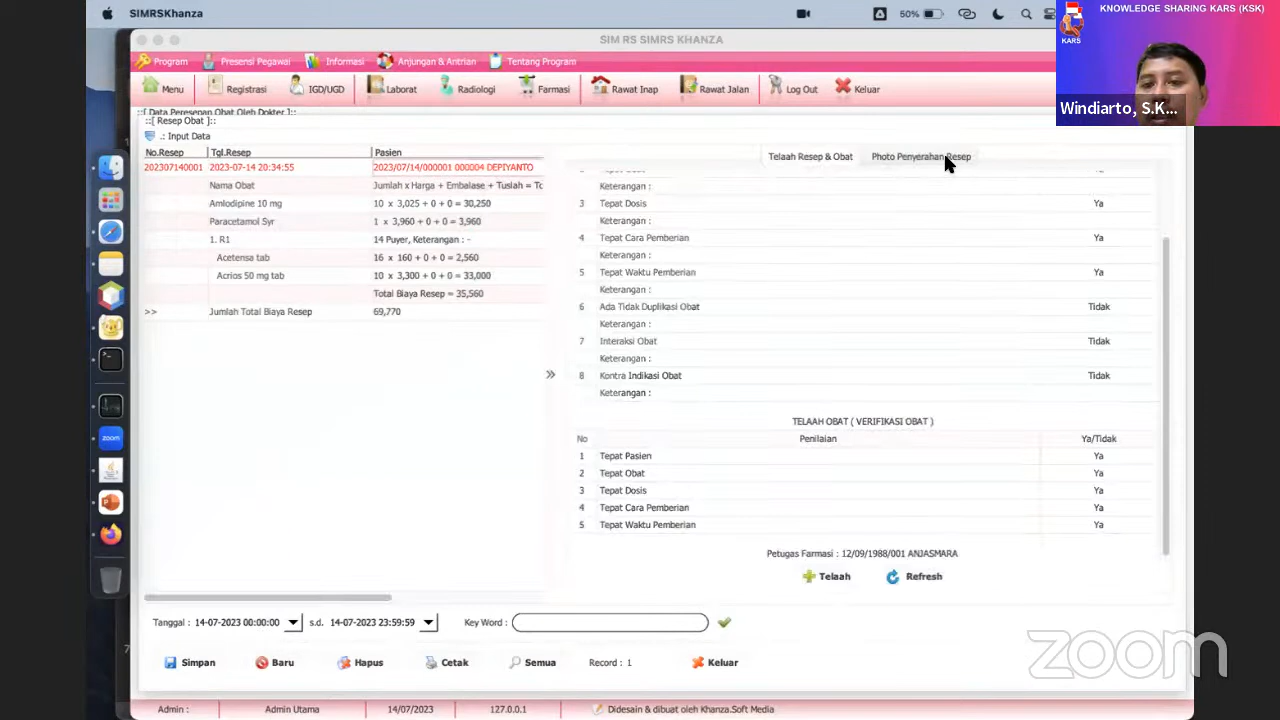 SIMRSKhanza
50%
KNOWLEDGE SHARING KARS (KSK)
KARS
Windiarto, S.K...
SIM RS SIMRS KHANZA
Program
Presensi Pegawai
Informasi
Anjungan & Antrian
Tentang Program
Menu
Registrasi
IGD/UGD
Laborat
Radiologi
Farmasi
Rawat Inap
Rawat Jalan
Log Out
Keluar
::[ Data Peresepan Obat Oleh Dokter ]::
::[ Resep Obat ]::
.: Input Data
No.Resep Tgl.Resep Pasien
202307140001 2023-07-14 20:34:55 2023/07/14/000001 000004 DEPIYANTO
Nama Obat Jumlah x Harga + Embalase + Tuslah = To
Amlodipine 10 mg 10 x 3,025 + 0 + 0 = 30,250
Paracetamol Syr 1 x 3,960 + 0 + 0 = 3,960
1. R1 14 Puyer, Keterangan : -
Acetensa tab 16 x 160 + 0 + 0 = 2,560
Acrios 50 mg tab 10 x 3,300 + 0 + 0 = 33,000
Total Biaya Resep = 35,560
>> Jumlah Total Biaya Resep 69,770
»
Telaah Resep & Obat
Photo Penyerahan Resep
Keterangan :
3 Tepat Dosis Ya
Keterangan :
4 Tepat Cara Pemberian Ya
Keterangan :
5 Tepat Waktu Pemberian Ya
Keterangan :
6 Ada Tidak Duplikasi Obat Tidak
Keterangan :
7 Interaksi Obat Tidak
Keterangan :
8 Kontra Indikasi Obat Tidak
Keterangan :
TELAAH OBAT ( VERIFIKASI OBAT )
No Penilaian Ya/Tidak
1 Tepat Pasien Ya
2 Tepat Obat Ya
3 Tepat Dosis Ya
4 Tepat Cara Pemberian Ya
5 Tepat Waktu Pemberian Ya
Petugas Farmasi : 12/09/1988/001 ANJASMARA
Telaah
Refresh
Tanggal : 14-07-2023 00:00:00 s.d. 14-07-2023 23:59:59 Key Word :
Simpan
Baru
Hapus
Cetak
Semua
Record : 1
Keluar
Admin : Admin Utama 14/07/2023 127.0.0.1 Didesain & dibuat oleh Khanza.Soft Media
zoom
zoom